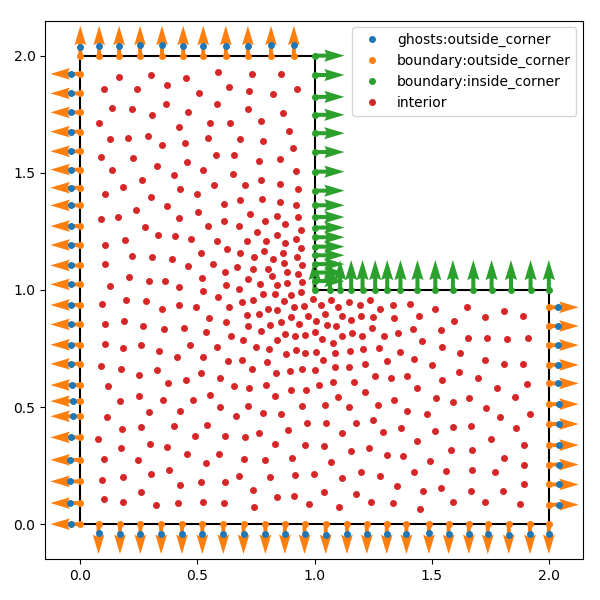 ghosts:outside_corner
boundary:outside_corner
boundary:inside_corner
interior
2.0
1.5
1.0
0.5
0.0
0.0 0.5 1.0 1.5 2.0